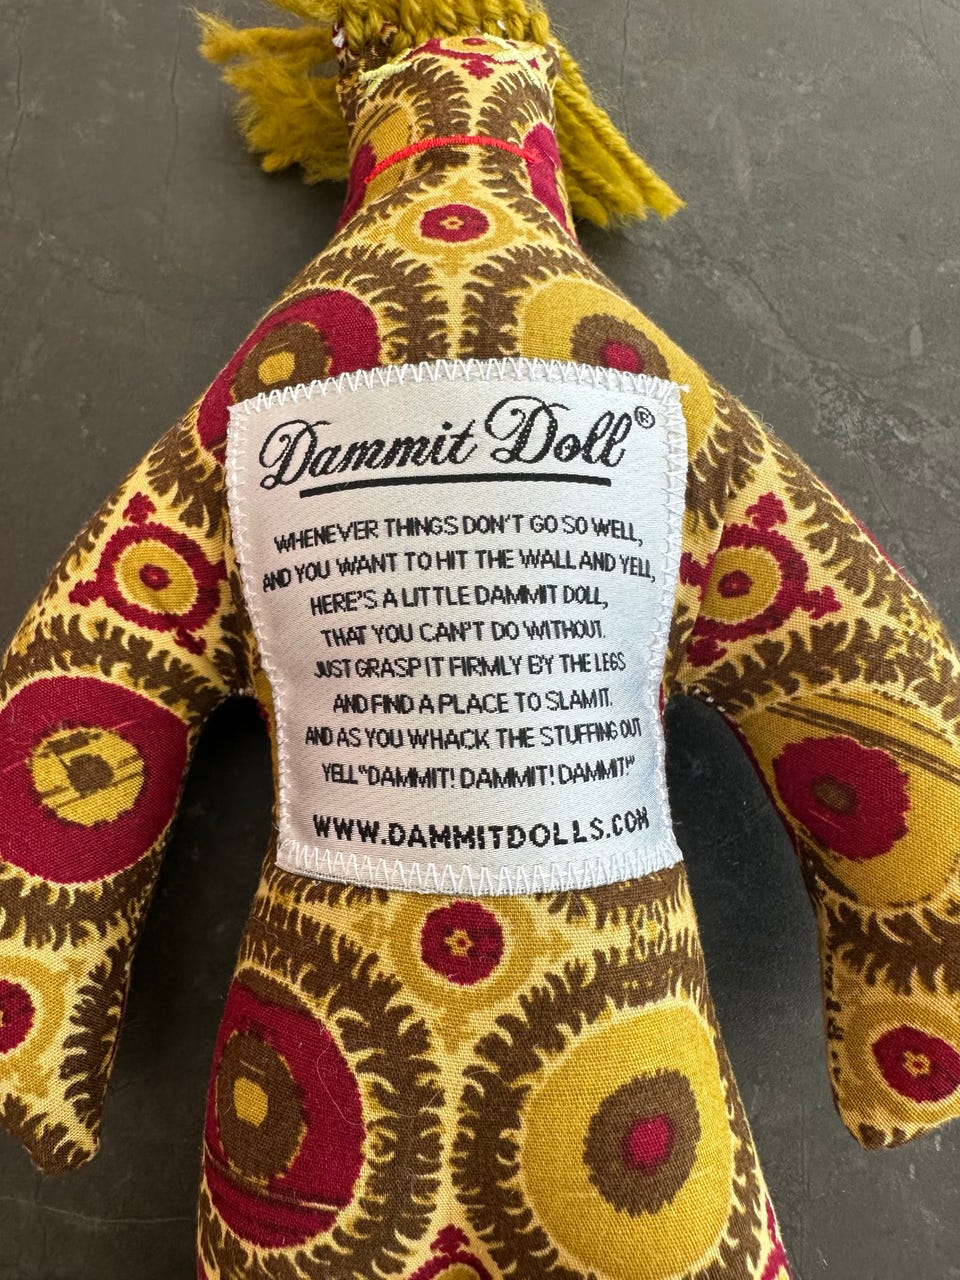 Dammit Doll®
WHENEVER THINGS DON'T GO SO WELL,
AND YOU WANT TO HIT THE WALL AND YELL,
HERE'S A LITTLE DAMMIT DOLL,
THAT YOU CAN'T DO WITHOUT.
JUST GRASP IT FIRMLY BY THE LEGS
AND FIND A PLACE TO SLAM IT.
AND AS YOU WHACK THE STUFFING OUT
YELL "DAMMIT! DAMMIT! DAMMIT!"
WWW.DAMMITDOLLS.COM